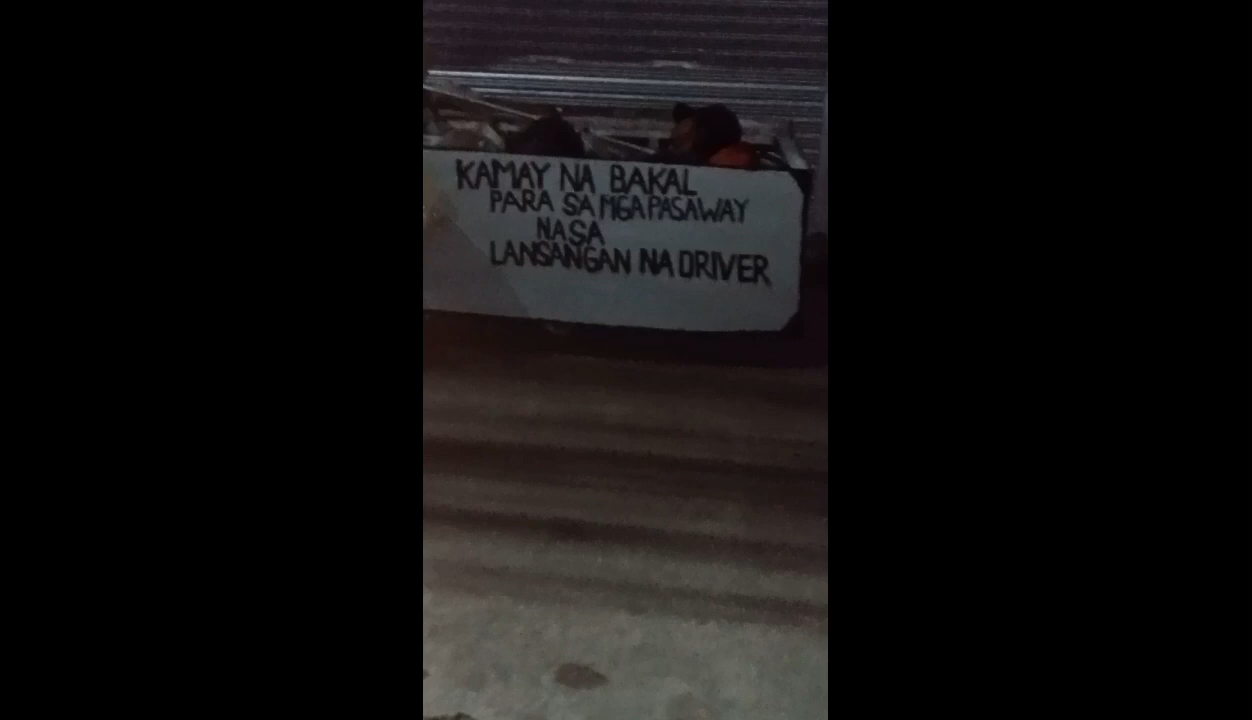 KAMAY NA BAKAL
PARA SA MGA PASAWAY
NASA
LANSANGAN NA DRIVER